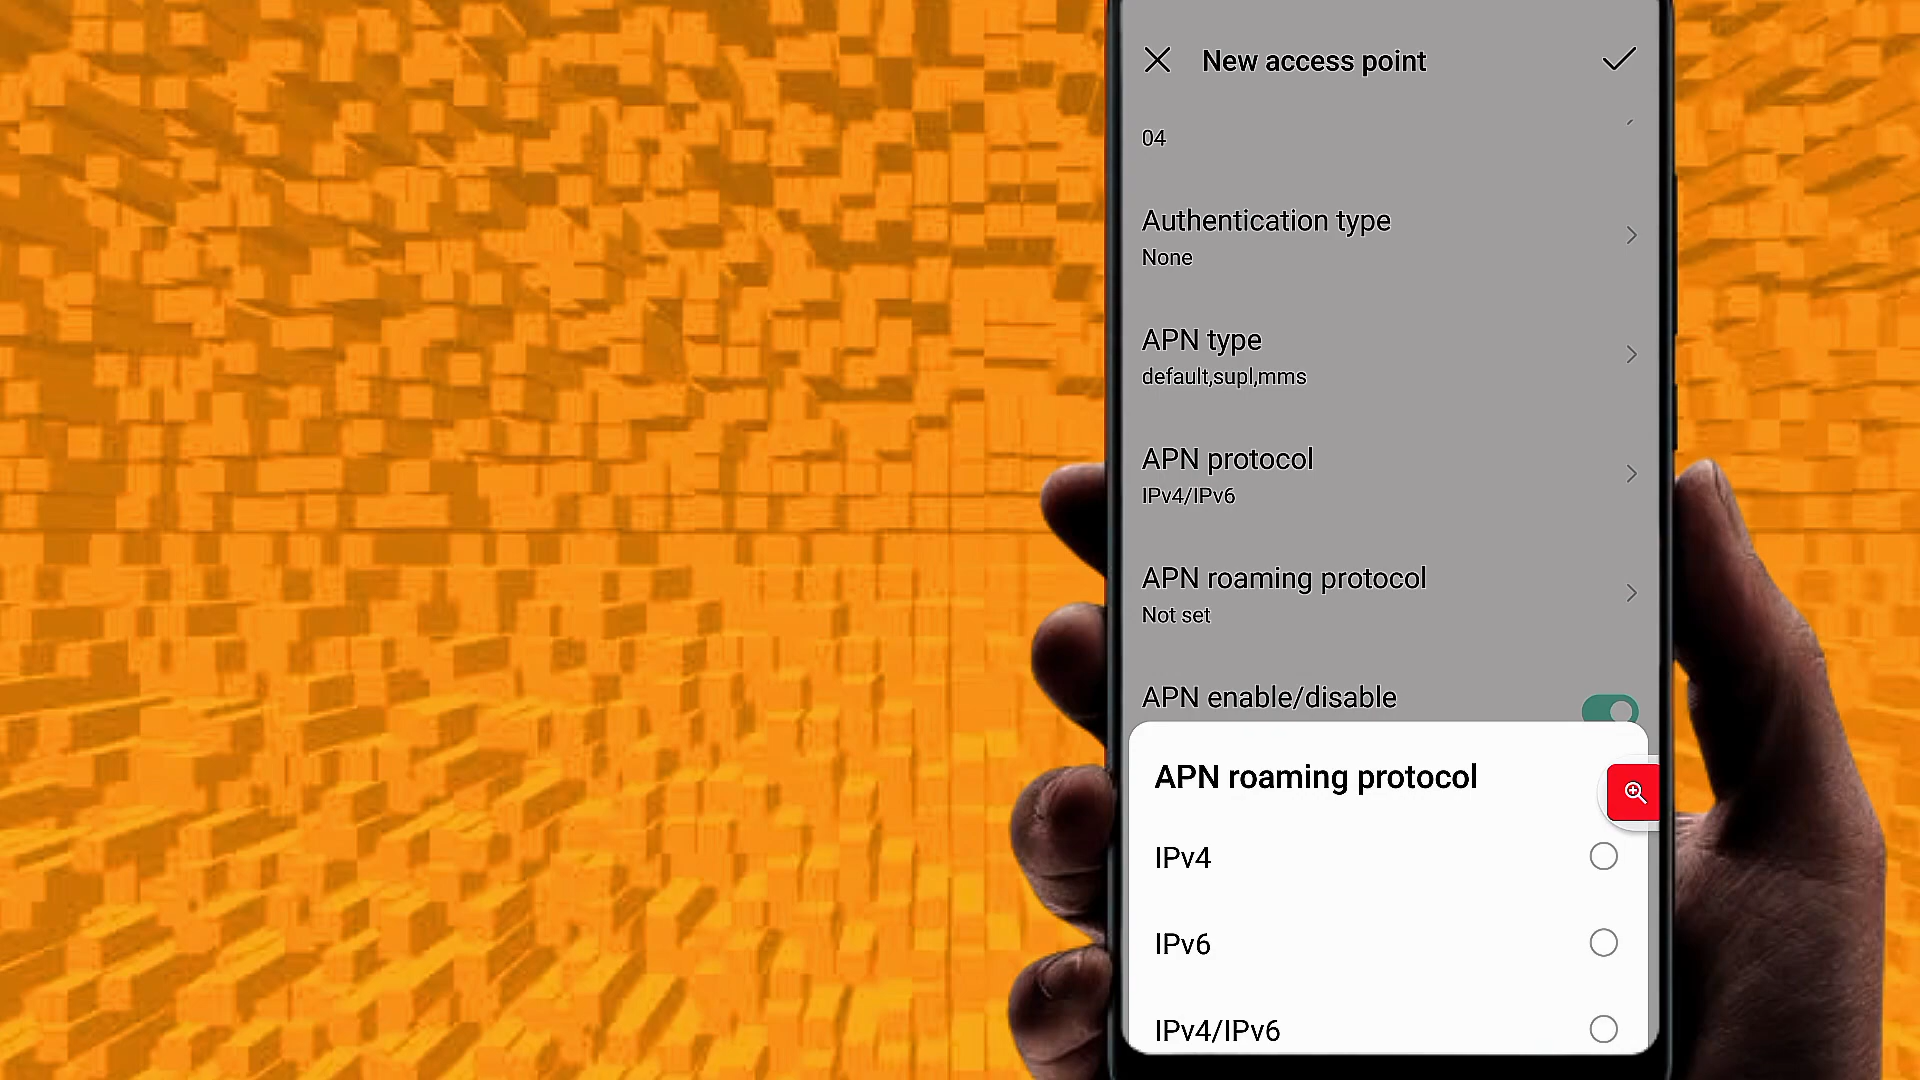 New access point
04
Authentication type
None
APN type
default,supl,mms
APN protocol
IPv4/IPv6
APN roaming protocol
Not set
APN enable/disable
APN roaming protocol
IPv4
IPv6
IPv4/IPv6